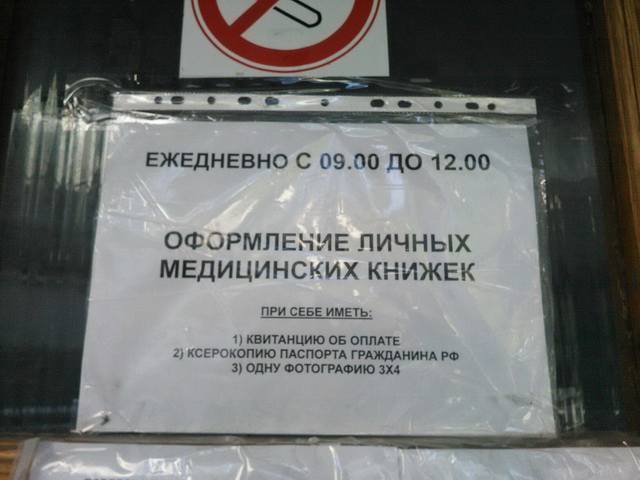 ЕЖЕДНЕВНО С 09.00 ДО 12.00
ОФОРМЛЕНИЕ ЛИЧНЫХ
МЕДИЦИНСКИХ КНИЖЕК
ПРИ СЕБЕ ИМЕТЬ:
1) КВИТАНЦИЮ ОБ ОПЛАТЕ
2) КСЕРОКОПИЮ ПАСПОРТА ГРАЖДАНИНА РФ
3) ОДНУ ФОТОГРАФИЮ 3Х4